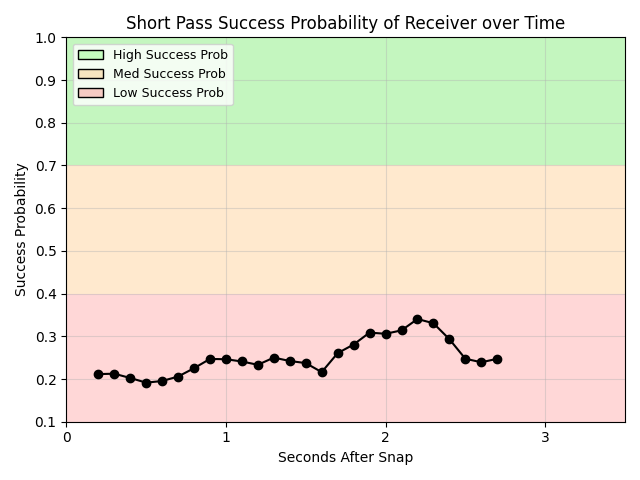 Short Pass Success Probability of Receiver over Time
1.0
0.9
0.8
0.7
0.6
0.5
0.4
0.3
0.2
0.1
Success Probability
High Success Prob
Med Success Prob
Low Success Prob
0 1 2 3
Seconds After Snap